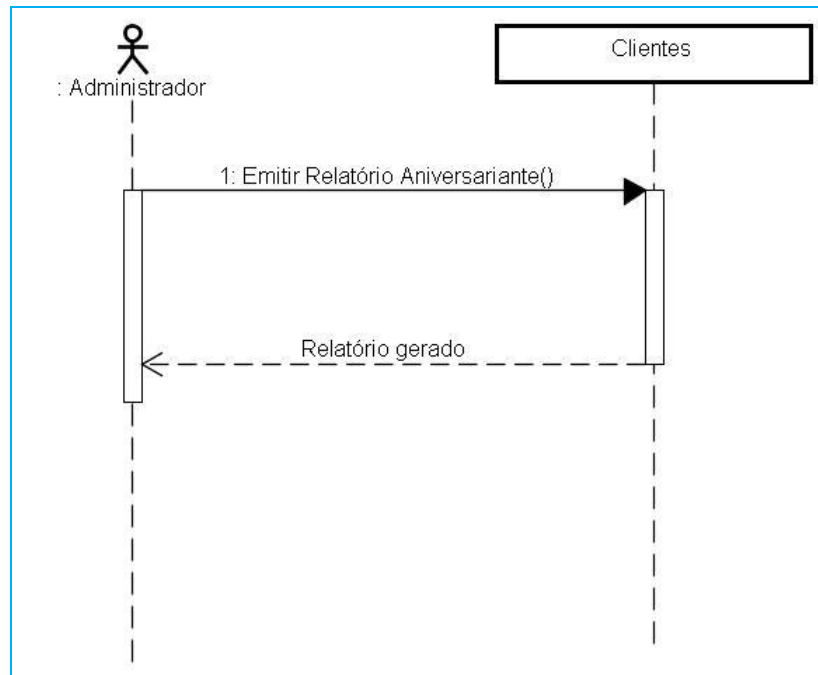 Clientes
: Administrador
1: Emitir Relatório Aniversariante()
Relatório gerado